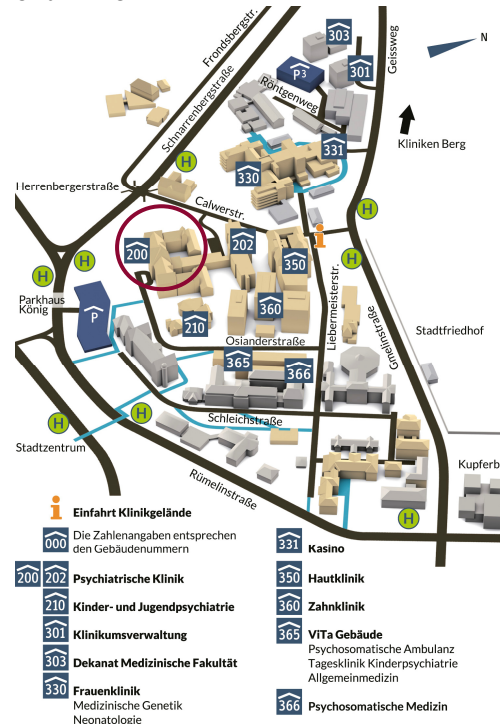 Frondsbergstr.
303
Geissweg
N
Schnarrenbergstraße
P3
301
Röntgenweg
Kliniken Berg
331
H
330
Herrenbergerstraße
Calwerstr.
H
200
202
i
H
H
H
350
Parkhaus
König
P
Liebermeisterstr.
360
210
Gmelinstraße
Stadtfriedhof
Osianderstraße
365
366
H
H
Schleichstraße
Stadtzentrum
Rümelinstraße
Kupferb
H
i Einfahrt Klinikgelände
000 Die Zahlenangaben entsprechen
den Gebäudenummern
200 202 Psychiatrische Klinik
210 Kinder- und Jugendpsychiatrie
301 Klinikumsverwaltung
303 Dekanat Medizinische Fakultät
330 Frauenklinik
Medizinische Genetik
Neonatologie
331 Kasino
350 Hautklinik
360 Zahnklinik
365 ViTa Gebäude
Psychosomatische Ambulanz
Tagesklinik Kinderpsychiatrie
Allgemeinmedizin
366 Psychosomatische Medizin